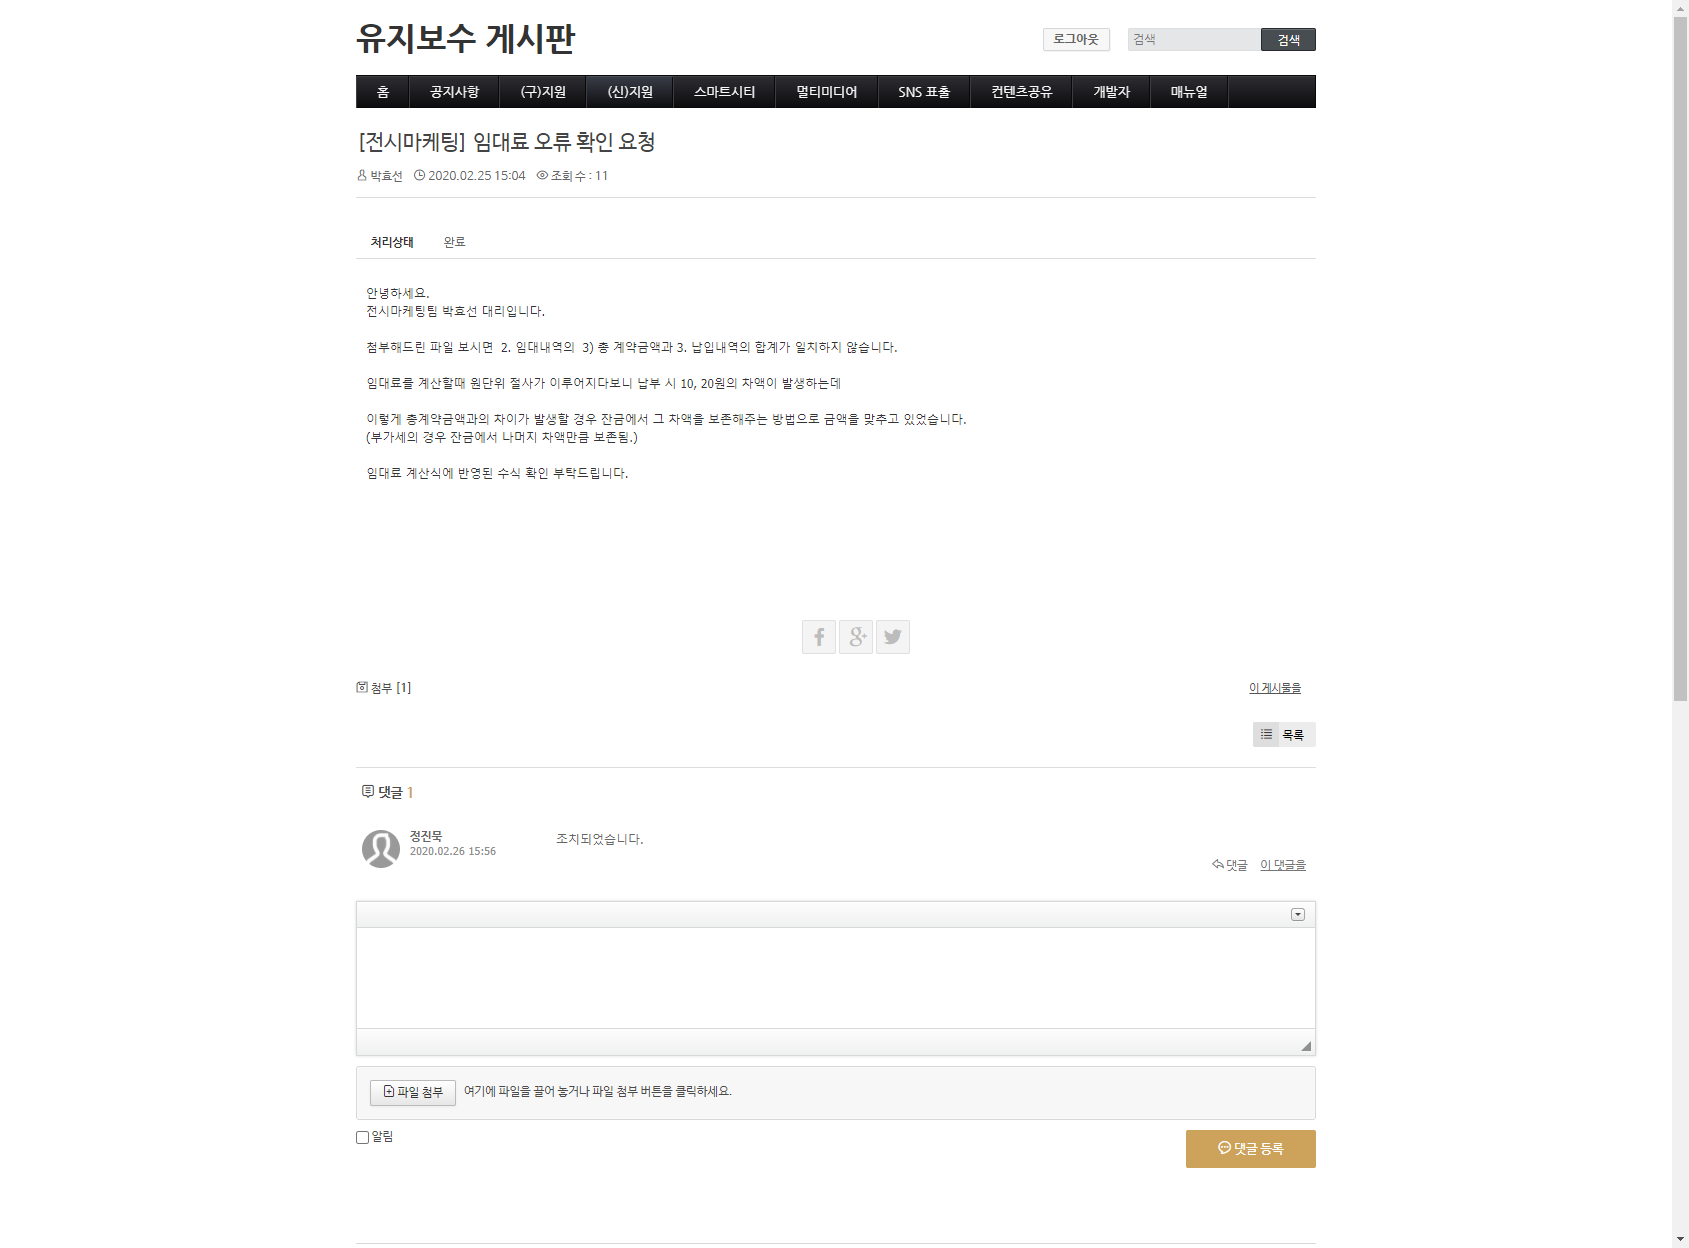 유지보수 게시판
로그아웃
검색
검색
홈 공지사항 (구)지원 (신)지원 스마트시티 멀티미디어 SNS 표출 컨텐츠공유 개발자 매뉴얼
[전시마케팅] 임대료 오류 확인 요청
박효선 2020.02.25 15:04 조회 수 : 11
처리상태 완료
안녕하세요.
전시마케팅팀 박효선 대리입니다.
첨부해드린 파일 보시면 2. 임대내역의 3) 총 계약금액과 3. 납입내역의 합계가 일치하지 않습니다.
임대료를 계산할때 원단위 절사가 이루어지다보니 납부 시 10, 20원의 차액이 발생하는데
이렇게 총계약금액과의 차이가 발생할 경우 잔금에서 그 차액을 보존해주는 방법으로 금액을 맞추고 있었습니다.
(부가세의 경우 잔금에서 나머지 차액만큼 보존됨.)
임대료 계산식에 반영된 수식 확인 부탁드립니다.
첨부 [1]
이 게시물을
목록
댓글 1
정진묵
2020.02.26 15:56
조치되었습니다.
댓글 이 댓글을
파일 첨부 여기에 파일을 끌어 놓거나 파일 첨부 버튼을 클릭하세요.
알림
댓글 등록